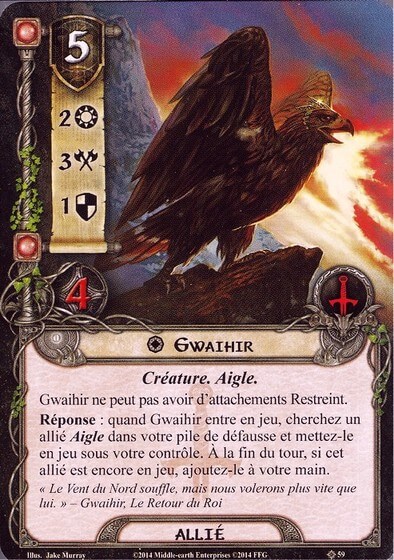 5
2
3
1
4
GWAIHIR
Créature. Aigle.
Gwaihir ne peut pas avoir d'attachements Restreint.
Réponse : quand Gwaihir entre en jeu, cherchez un
allié Aigle dans votre pile de défausse et mettez-le
en jeu sous votre contrôle. À la fin du tour, si cet
allié est encore en jeu, ajoutez-le à votre main.
« Le Vent du Nord souffle, mais nous volerons plus vite que
lui. » – Gwaihir, Le Retour du Roi
ALLIÉ
Illus. Jake Murray ©2014 Middle-earth Enterprises ©2014 FFG 59